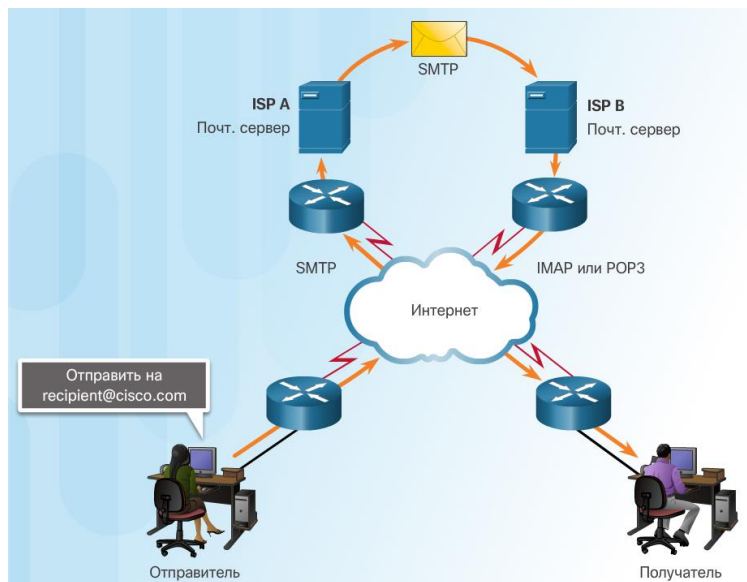 SMTP
ISP A
Почт. сервер
ISP B
Почт. сервер
SMTP
IMAP или POP3
Интернет
Отправить на
recipient@cisco.com
Отправитель
Получатель